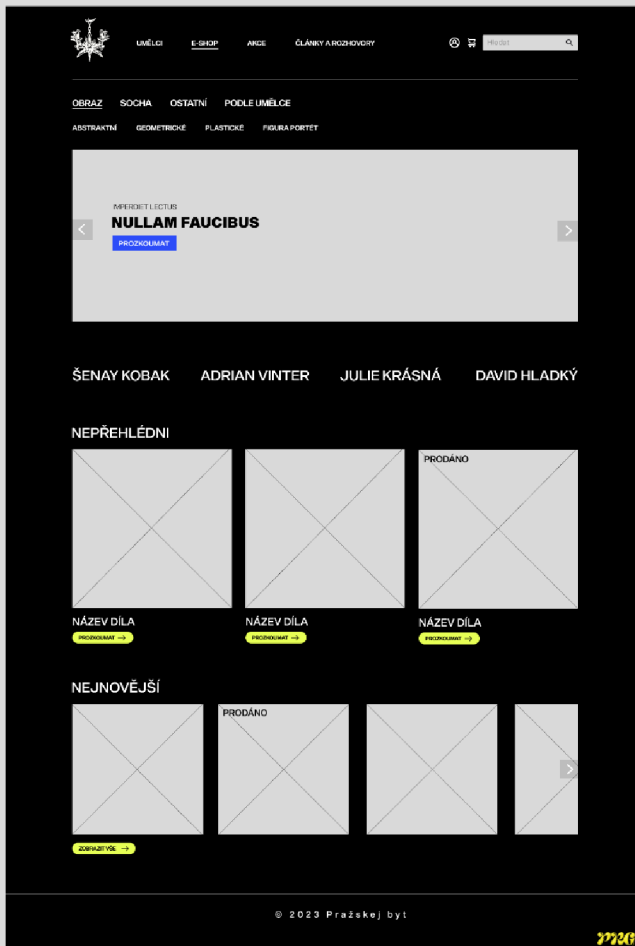 UMĚLCI E-SHOP AKCE ČLÁNKY A ROZHOVORY Hledat
OBRAZ SOCHA OSTATNÍ PODLE UMĚLCE
ABSTRAKTNÍ GEOMETRICKÉ PLASTICKÉ FIGURA PORTÉT
IMPERDIET LECTUS
NULLAM FAUCIBUS
PROZKOUMAT
ŠENAY KOBAK ADRIAN VINTER JULIE KRÁSNÁ DAVID HLADKÝ
NEPŘEHLÉDNI
PRODÁNO
NÁZEV DÍLA NÁZEV DÍLA NÁZEV DÍLA
PROZKOUMAT PROZKOUMAT PROZKOUMAT
NEJNOVĚJŠÍ
PRODÁNO
ZOBRAZIT VŠE
© 2023 Pražskej byt